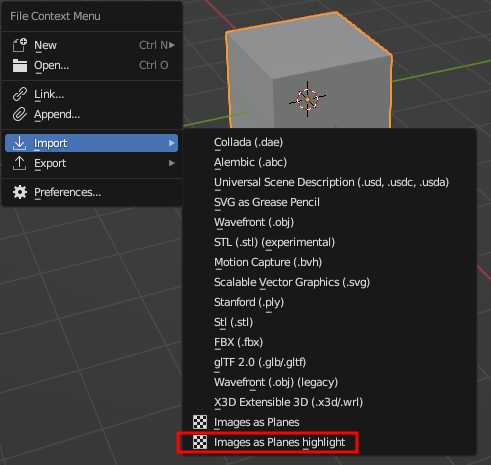 File Context Menu
New Ctrl N
Open... Ctrl O
Link...
Append...
Import
Export
Preferences...
Collada (.dae)
Alembic (.abc)
Universal Scene Description (.usd, .usdc, .usda)
SVG as Grease Pencil
Wavefront (.obj)
STL (.stl) (experimental)
Motion Capture (.bvh)
Scalable Vector Graphics (.svg)
Stanford (.ply)
Stl (.stl)
FBX (.fbx)
glTF 2.0 (.glb/.gltf)
Wavefront (.obj) (legacy)
X3D Extensible 3D (.x3d/.wrl)
Images as Planes
Images as Planes highlight